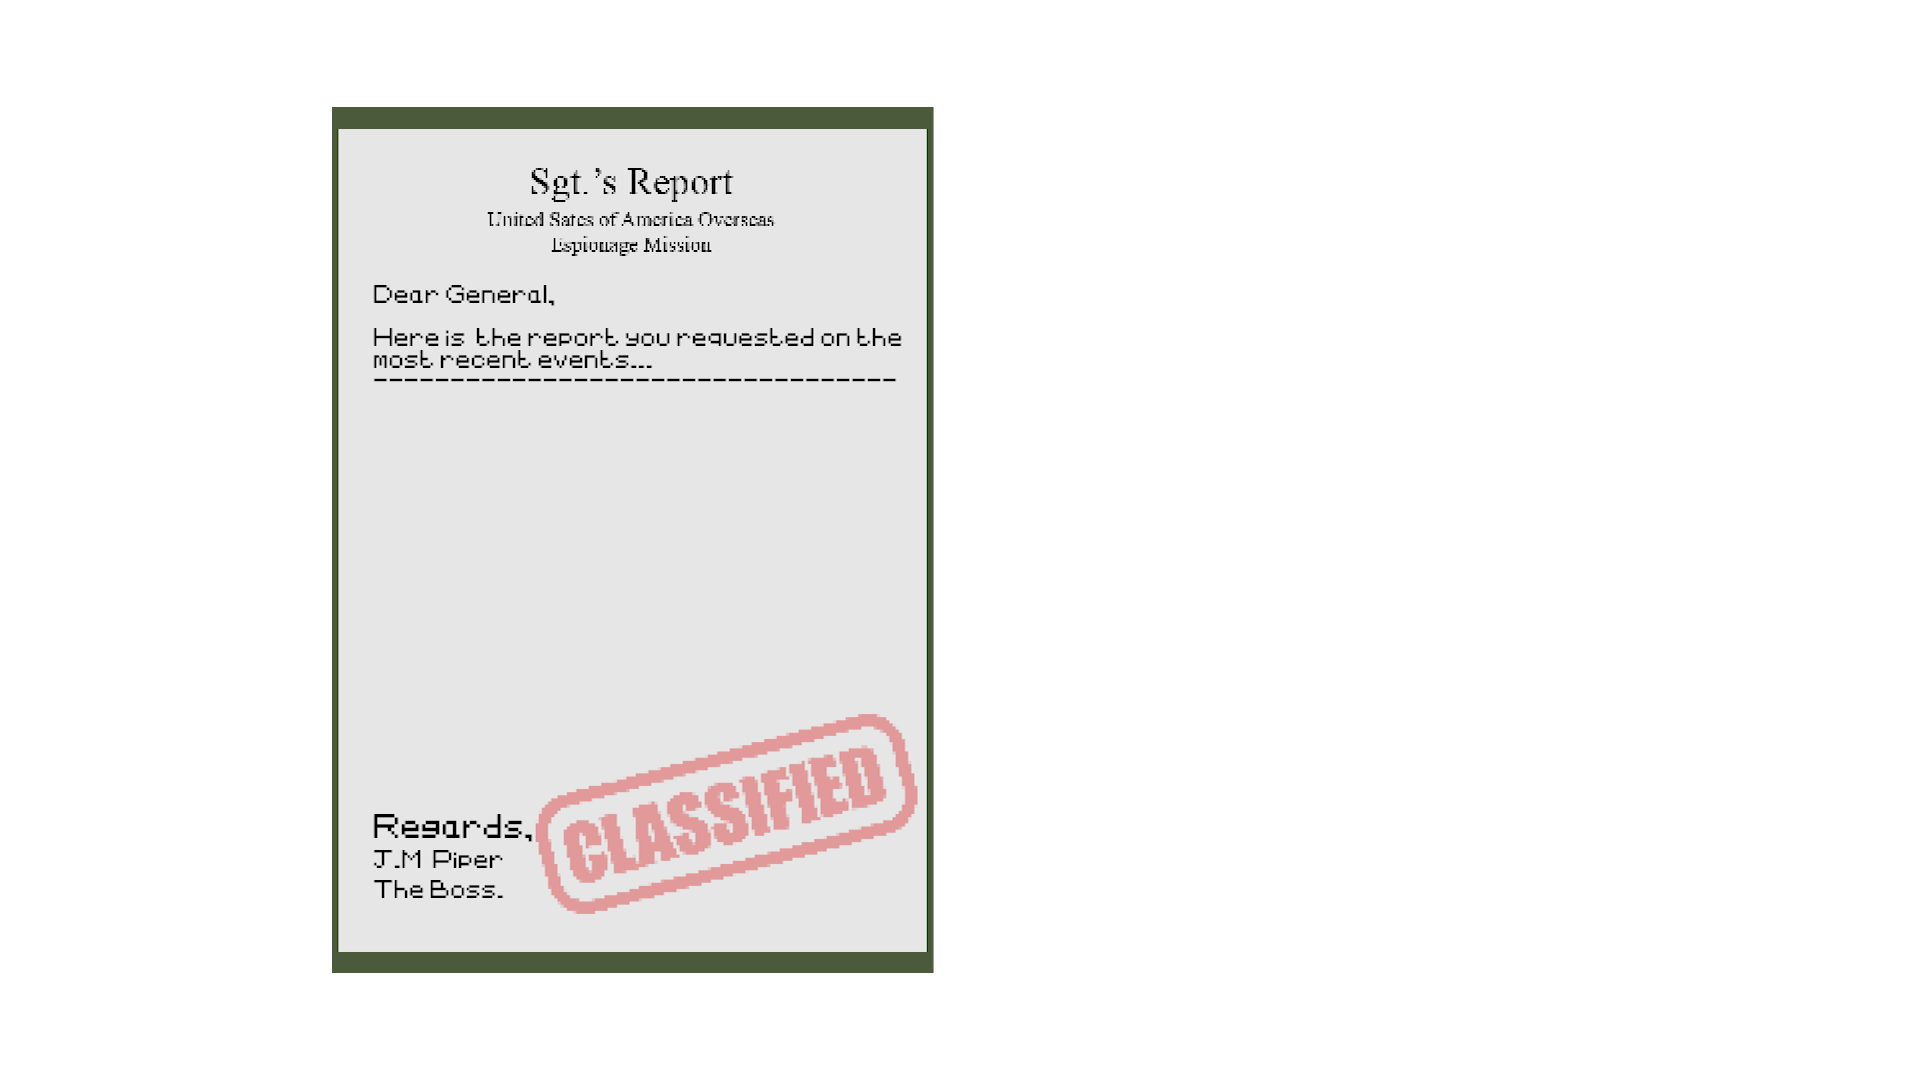 Sgt.’s Report
United Sates of America Overseas
Espionage Mission
Dear General,
Here is the report you requested on the
most recent events...
----------------------------------
Regards,
J.M Piper
The Boss.
CLASSIFIED